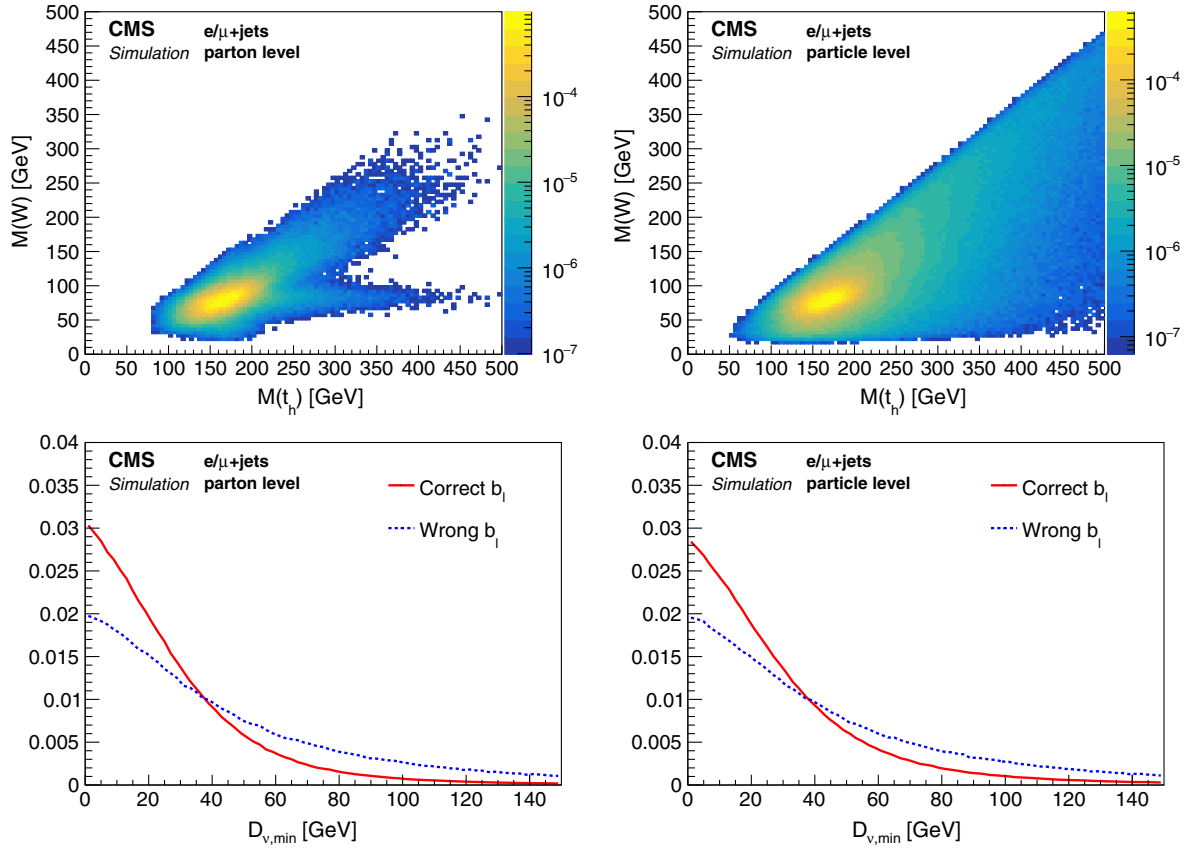 CMS e/μ+jets
Simulation parton level
M(W) [GeV]
500
450
400
350
300
250
200
150
100
50
0
0 50 100 150 200 250 300 350 400 450 500
M(t_h) [GeV]
10⁻⁴
10⁻⁵
10⁻⁶
10⁻⁷
CMS e/μ+jets
Simulation particle level
M(W) [GeV]
500
450
400
350
300
250
200
150
100
50
0
0 50 100 150 200 250 300 350 400 450 500
M(t_h) [GeV]
10⁻⁴
10⁻⁵
10⁻⁶
10⁻⁷
CMS e/μ+jets
Simulation parton level
Correct b_l
Wrong b_l
0.04
0.035
0.03
0.025
0.02
0.015
0.01
0.005
0
0 20 40 60 80 100 120 140
D_ν,min [GeV]
CMS e/μ+jets
Simulation particle level
Correct b_l
Wrong b_l
0.04
0.035
0.03
0.025
0.02
0.015
0.01
0.005
0
0 20 40 60 80 100 120 140
D_ν,min [GeV]